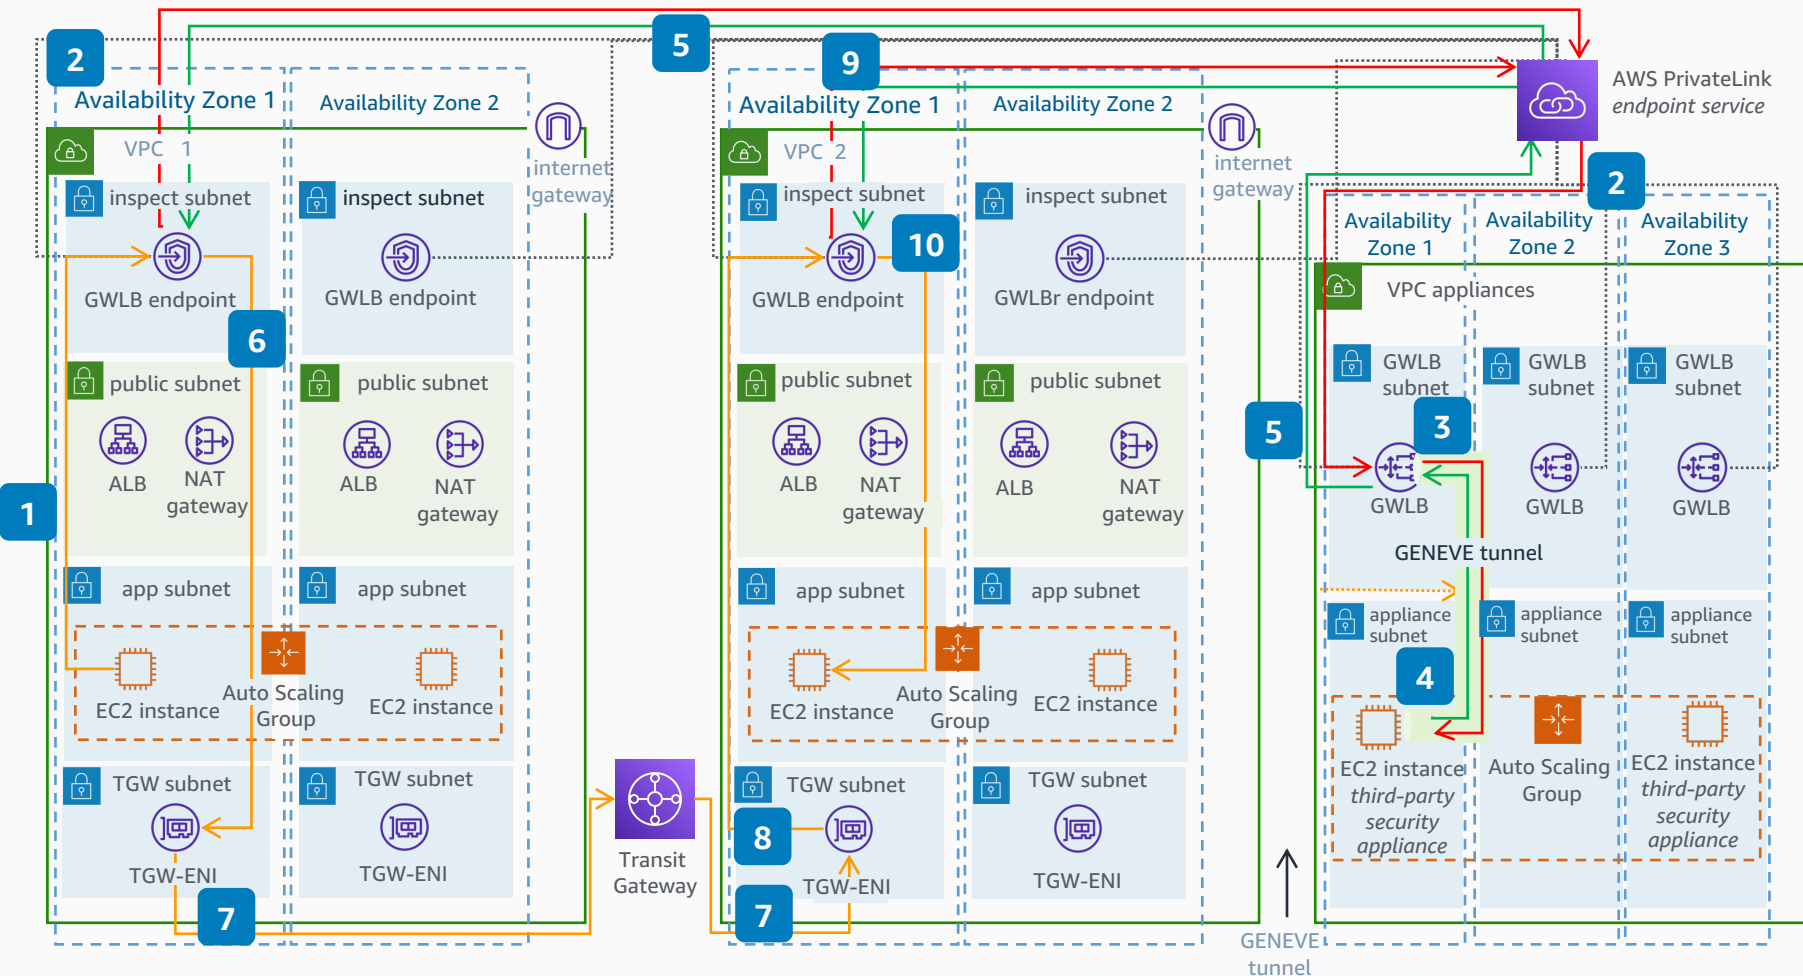 2
5
9
Availability Zone 1
Availability Zone 2
Availability Zone 1
Availability Zone 2
AWS PrivateLink
endpoint service
VPC 1
internet
gateway
VPC 2
internet
gateway
2
inspect subnet
inspect subnet
inspect subnet
inspect subnet
Availability
Zone 1
Availability
Zone 2
Availability
Zone 3
10
GWLB endpoint
GWLB endpoint
GWLB endpoint
GWLBr endpoint
VPC appliances
6
public subnet
public subnet
public subnet
public subnet
GWLB
subnet
GWLB
subnet
GWLB
subnet
5
3
ALB
NAT
gateway
ALB
NAT
gateway
ALB
NAT
gateway
ALB
NAT
gateway
GWLB
GWLB
GWLB
1
GENEVE tunnel
app subnet
app subnet
app subnet
app subnet
appliance
subnet
appliance
subnet
appliance
subnet
4
EC2 instance
Auto Scaling
Group
EC2 instance
EC2 instance
Auto Scaling
Group
EC2 instance
EC2 instance
third-party
security
appliance
Auto Scaling
Group
EC2 instance
third-party
security
appliance
TGW subnet
TGW subnet
TGW subnet
TGW subnet
8
Transit
Gateway
TGW-ENI
TGW-ENI
TGW-ENI
TGW-ENI
7
7
GENEVE
tunnel